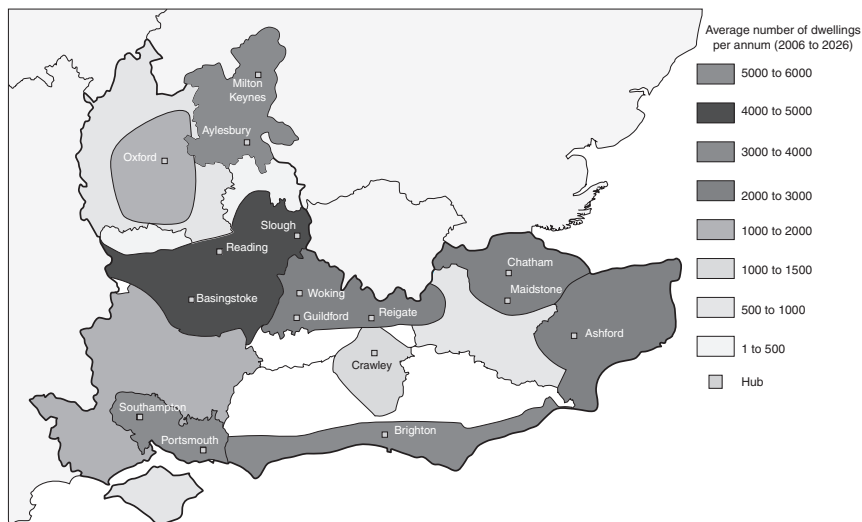 Average number of dwellings
per annum (2006 to 2026)
5000 to 6000
4000 to 5000
3000 to 4000
2000 to 3000
1000 to 2000
1000 to 1500
500 to 1000
1 to 500
Hub
Milton
Keynes
Aylesbury
Oxford
Slough
Reading
Basingstoke
Woking
Guildford
Reigate
Chatham
Maidstone
Ashford
Crawley
Southampton
Portsmouth
Brighton